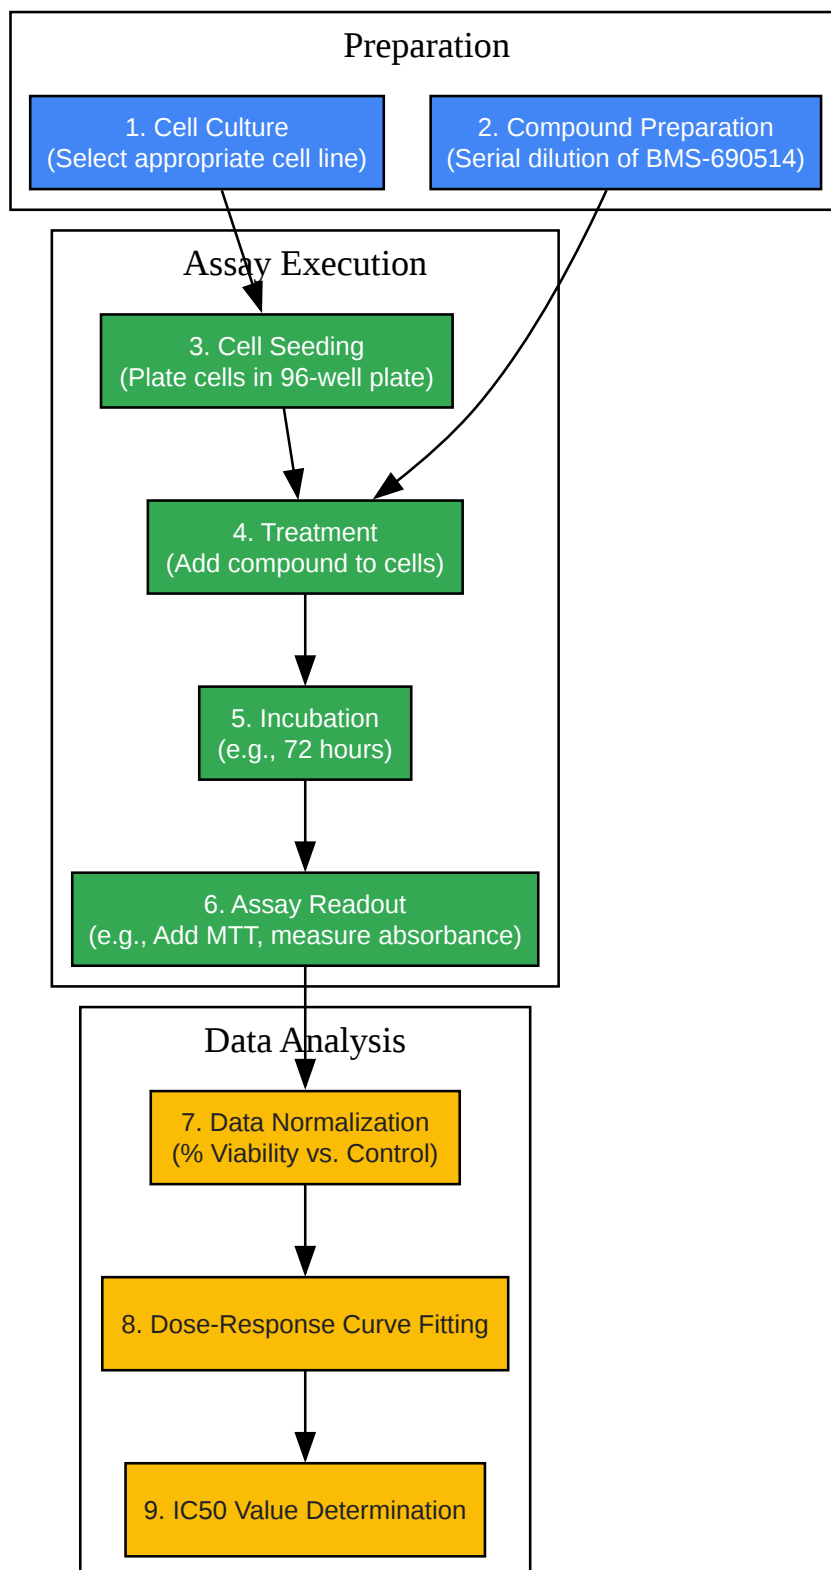 Preparation
1. Cell Culture
(Select appropriate cell line)
2. Compound Preparation
(Serial dilution of BMS-690514)
Assay Execution
3. Cell Seeding
(Plate cells in 96-well plate)
4. Treatment
(Add compound to cells)
5. Incubation
(e.g., 72 hours)
6. Assay Readout
(e.g., Add MTT, measure absorbance)
Data Analysis
7. Data Normalization
(% Viability vs. Control)
8. Dose-Response Curve Fitting
9. IC50 Value Determination